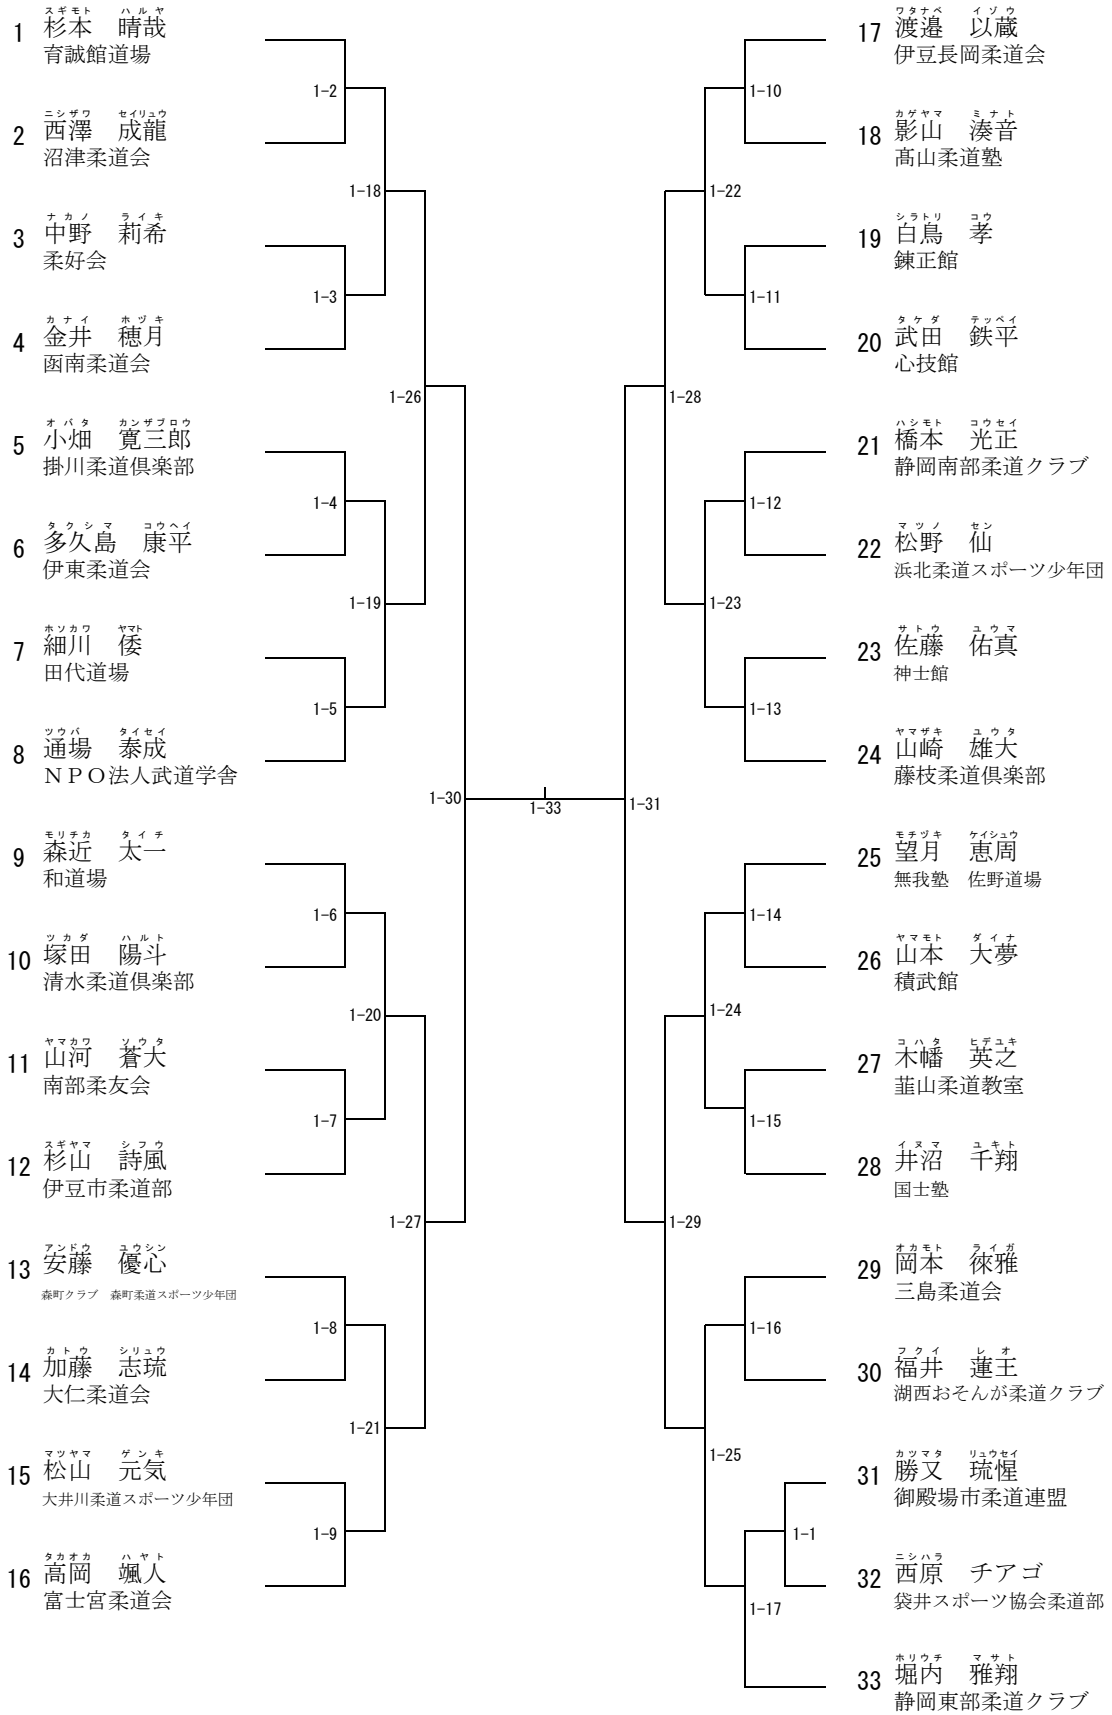 スギモト ハルヤ
1 杉本 晴哉
育誠館道場
1-2
ニシザワ セイリュウ
2 西澤 成龍
沼津柔道会
1-18
ナカノ ライキ
3 中野 莉希
柔好会
1-3
カナイ ホヅキ
4 金井 穂月
函南柔道会
1-26
オバタ カンザブロウ
5 小畑 寛三郎
掛川柔道倶楽部
1-4
タクシマ コウヘイ
6 多久島 康平
伊東柔道会
1-19
ホソカワ ヤマト
7 細川 倭
田代道場
1-5
ツウバ タイセイ
8 通場 泰成
NPO法人武道学舎
1-30
1-33
モリチカ タイチ
9 森近 太一
和道場
1-6
ツカダ ハルト
10 塚田 陽斗
清水柔道倶楽部
1-20
ヤマカワ ソウタ
11 山河 蒼大
南部柔友会
1-7
スギヤマ シフウ
12 杉山 詩風
伊豆市柔道部
1-27
アンドウ ユウシン
13 安藤 優心
森町クラブ 森町柔道スポーツ少年団
1-8
カトウ シリュウ
14 加藤 志琉
大仁柔道会
1-21
マツヤマ ゲンキ
15 松山 元気
大井川柔道スポーツ少年団
1-9
タカオカ ハヤト
16 高岡 颯人
富士宮柔道会
ワタナベ イゾウ
17 渡邉 以蔵
伊豆長岡柔道会
1-10
カゲヤマ ミナト
18 影山 湊音
髙山柔道塾
1-22
シラトリ コウ
19 白鳥 孝
錬正館
1-11
タケダ テッペイ
20 武田 鉄平
心技館
1-28
ハシモト コウセイ
21 橋本 光正
静岡南部柔道クラブ
1-12
マツノ セン
22 松野 仙
浜北柔道スポーツ少年団
1-23
サトウ ユウマ
23 佐藤 佑真
神士館
1-13
ヤマザキ ユウタ
24 山崎 雄大
藤枝柔道倶楽部
1-31
モチヅキ ケイシュウ
25 望月 恵周
無我塾 佐野道場
1-14
ヤマモト ダイナ
26 山本 大夢
積武館
1-24
コハタ ヒデユキ
27 木幡 英之
韮山柔道教室
1-15
イヌマ ユキト
28 井沼 千翔
国士塾
1-29
オカモト ライガ
29 岡本 徠雅
三島柔道会
1-16
フクイ レオ
30 福井 蓮王
湖西おそんが柔道クラブ
1-25
カツマタ リュウセイ
31 勝又 琉惺
御殿場市柔道連盟
1-1
ニシハラ
32 西原 チアゴ
袋井スポーツ協会柔道部
1-17
ホリウチ マサト
33 堀内 雅翔
静岡東部柔道クラブ